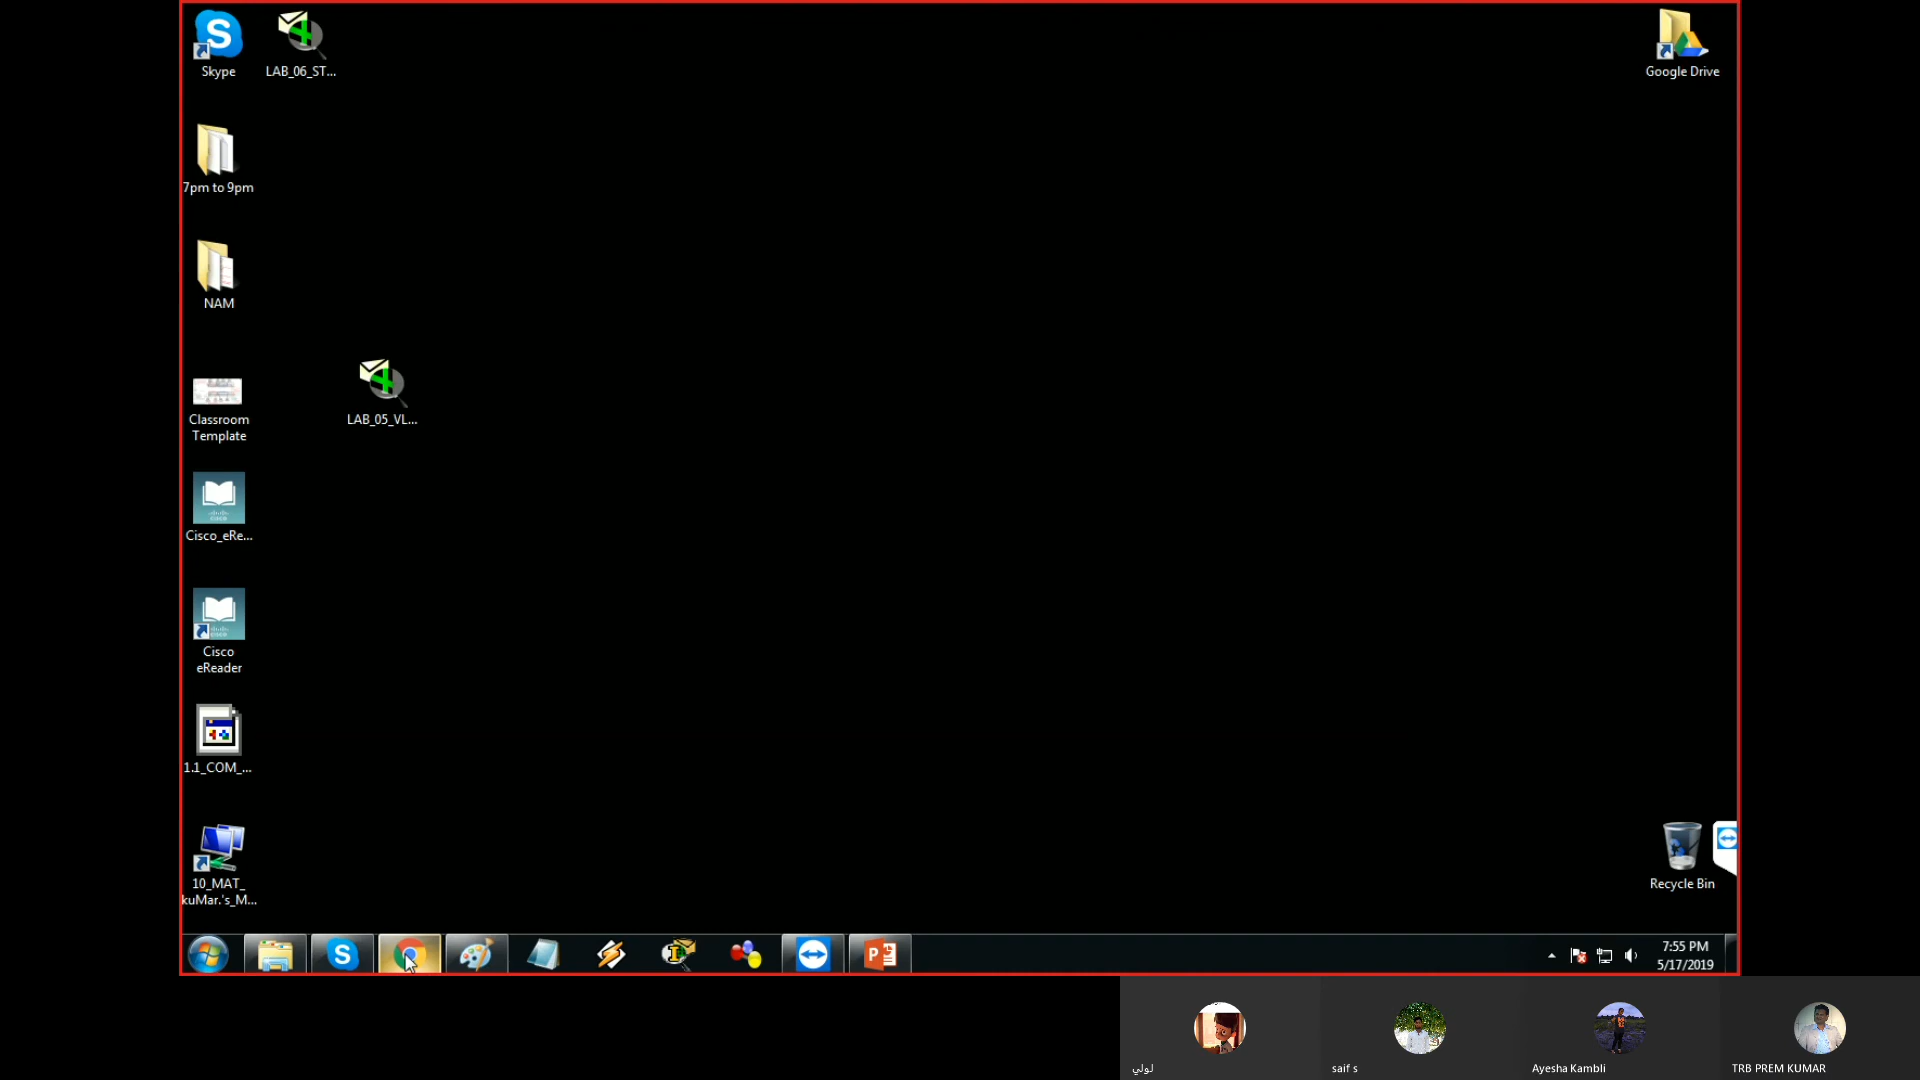 Skype
LAB_06_ST...
Google Drive
7pm to 9pm
NAM
Classroom
Template
LAB_05_VL...
Cisco_eRe...
Cisco
eReader
1.1_COM_...
10_MAT_
kuMar.'s_M...
Recycle Bin
7:55 PM
5/17/2019
لولي
saif s
Ayesha Kambli
TRB PREM KUMAR